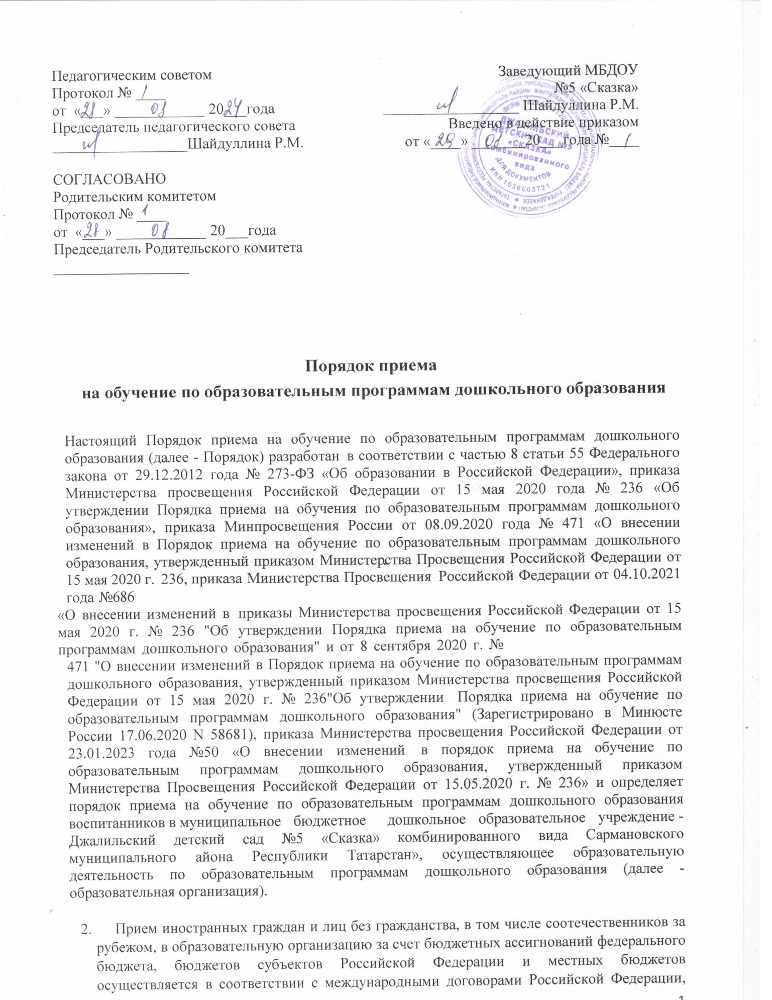 Педагогическим советом
Протокол № 1
от «28» 08 2024 года
Председатель педагогического совета
Шайдуллина Р.М.
СОГЛАСОВАНО
Родительским комитетом
Протокол № 1
от «28» 08 20___года
Председатель Родительского комитета
Заведующий МБДОУ
№5 «Сказка»
Шайдуллина Р.М.
Введено в действие приказом
от «29» 08 20___года № 1
ДЖАЛИЛЬСКИЙ
ДЕТСКИЙ САД №5
«СКАЗКА»
комбинированного
вида
ДЛЯ ДОКУМЕНТОВ
ИНН 1636003721
Порядок приема
на обучение по образовательным программам дошкольного образования
Настоящий Порядок приема на обучение по образовательным программам дошкольного
образования (далее - Порядок) разработан в соответствии с частью 8 статьи 55 Федерального
закона от 29.12.2012 года № 273-ФЗ «Об образовании в Российской Федерации», приказа
Министерства просвещения Российской Федерации от 15 мая 2020 года № 236 «Об
утверждении Порядка приема на обучения по образовательным программам дошкольного
образования», приказа Минпросвещения России от 08.09.2020 года № 471 «О внесении
изменений в Порядок приема на обучение по образовательным программам дошкольного
образования, утвержденный приказом Министерства Просвещения Российской Федерации от
15 мая 2020 г. 236, приказа Министерства Просвещения Российской Федерации от 04.10.2021
года №686
«О внесении изменений в приказы Министерства просвещения Российской Федерации от 15
мая 2020 г. № 236 "Об утверждении Порядка приема на обучение по образовательным
программам дошкольного образования" и от 8 сентября 2020 г. №
471 "О внесении изменений в Порядок приема на обучение по образовательным программам
дошкольного образования, утвержденный приказом Министерства просвещения Российской
Федерации от 15 мая 2020 г. № 236"Об утверждении Порядка приема на обучение по
образовательным программам дошкольного образования" (Зарегистрировано в Минюсте
России 17.06.2020 N 58681), приказа Министерства просвещения Российской Федерации от
23.01.2023 года №50 «О внесении изменений в порядок приема на обучение по
образовательным программам дошкольного образования, утвержденный приказом
Министерства Просвещения Российской Федерации от 15.05.2020 г. № 236» и определяет
порядок приема на обучение по образовательным программам дошкольного образования
воспитанников в муниципальное бюджетное дошкольное образовательное учреждение -
Джалильский детский сад №5 «Сказка» комбинированного вида Сармановского
муниципального айона Республики Татарстан», осуществляющее образовательную
деятельность по образовательным программам дошкольного образования (далее -
образовательная организация).
2. Прием иностранных граждан и лиц без гражданства, в том числе соотечественников за
рубежом, в образовательную организацию за счет бюджетных ассигнований федерального
бюджета, бюджетов субъектов Российской Федерации и местных бюджетов
осуществляется в соответствии с международными договорами Российской Федерации,
1